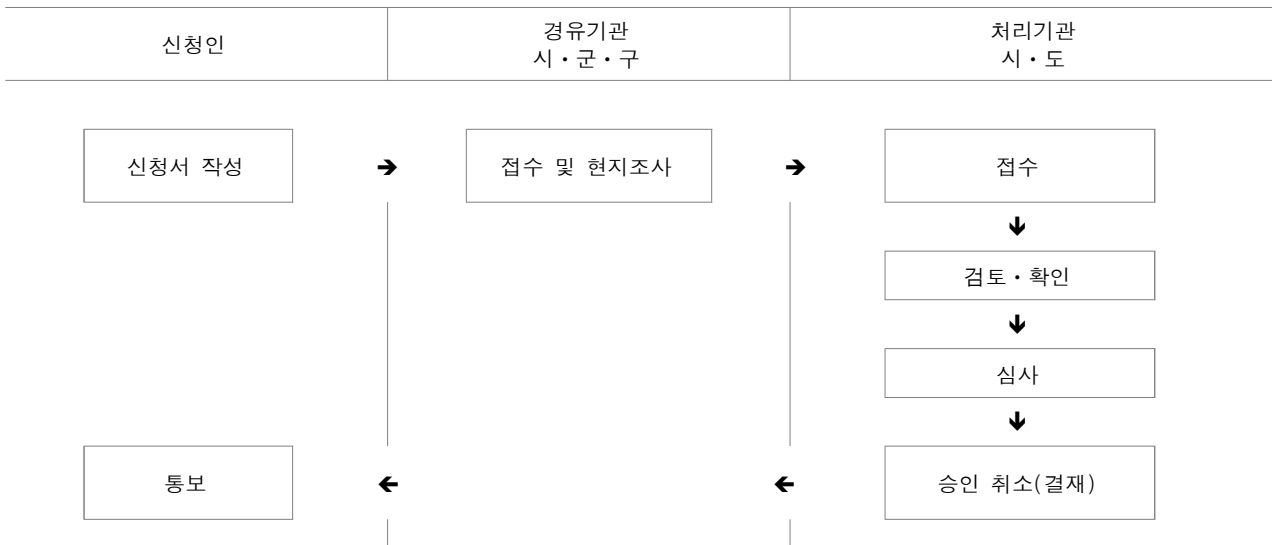 신청인
경유기관
시·군·구
처리기관
시·도
신청서 작성
➔
접수 및 현지조사
➔
접수
🡻
검토·확인
🡻
심사
🡻
통보
🡸
🡸
승인 취소(결재)